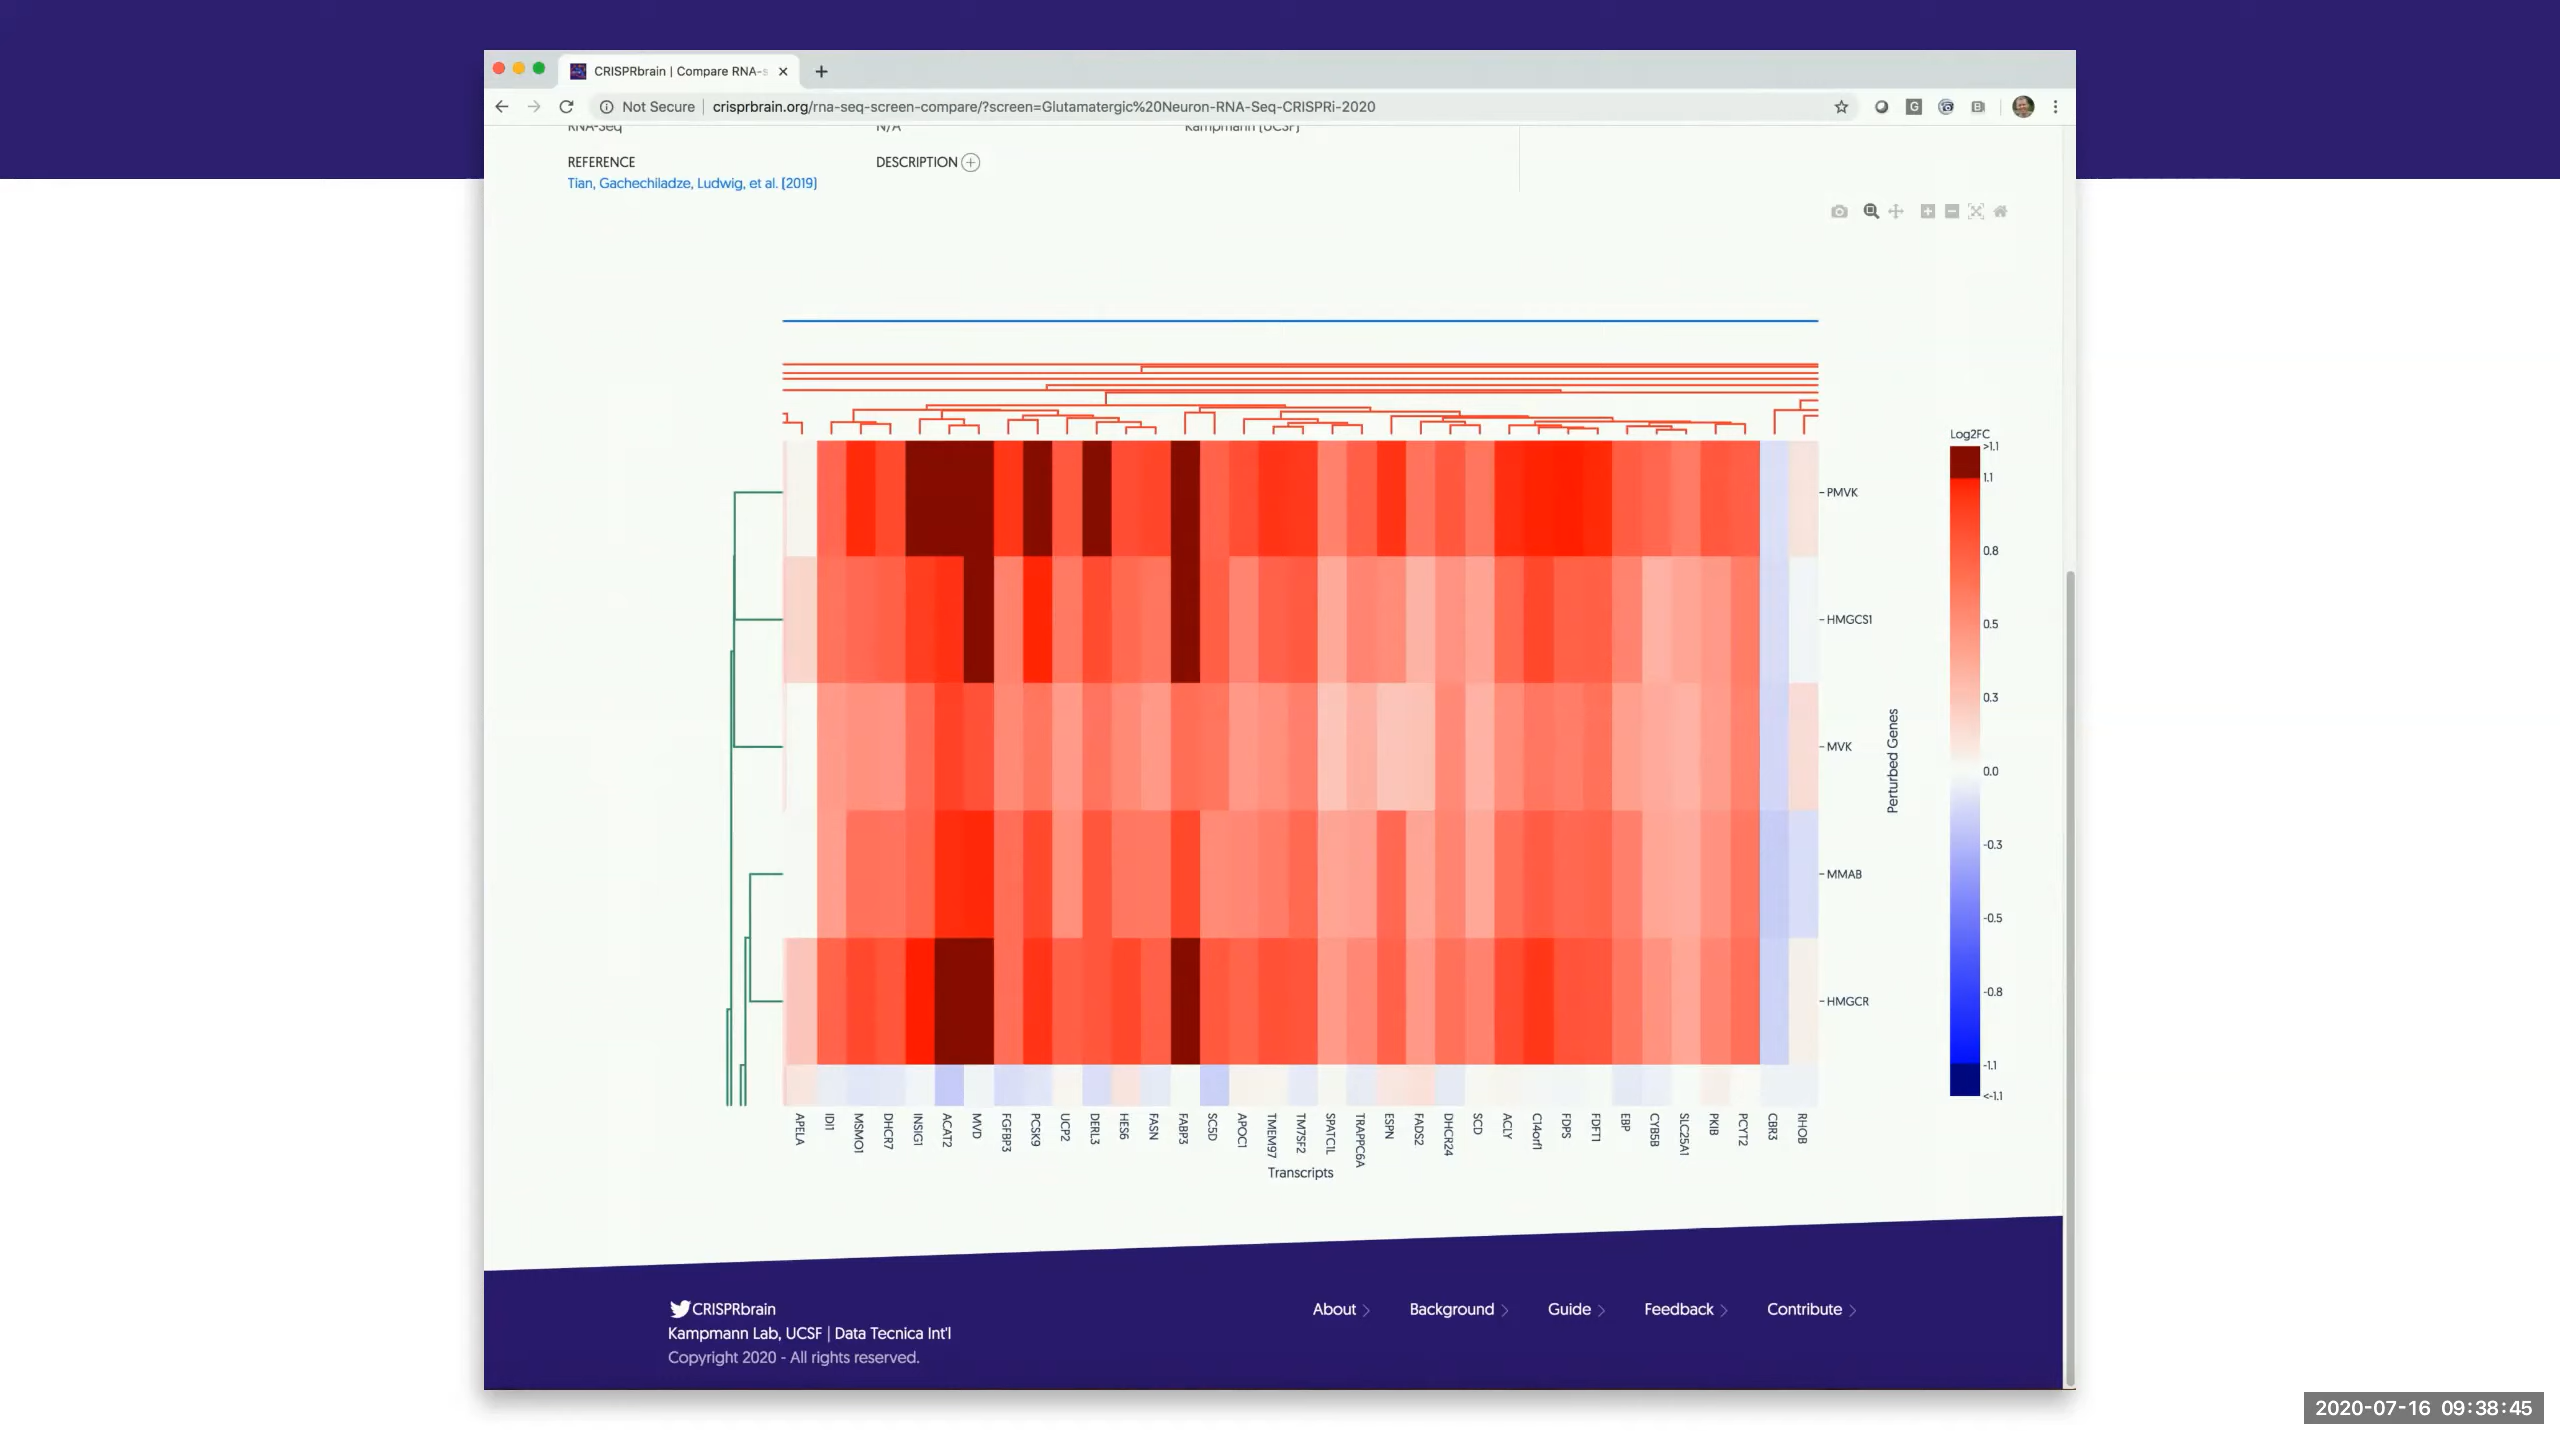 CRISPRbrain | Compare RNA-s
Not Secure | crisprbrain.org/rna-seq-screen-compare/?screen=Glutamatergic%20Neuron-RNA-Seq-CRISPRi-2020
RNA-Seq N/A Kampmann (UCSF)
REFERENCE DESCRIPTION
Tian, Gachechiladze, Ludwig, et al. (2019)
Log2FC
>1.1
1.1
0.8
0.5
0.3
0.0
-0.3
-0.5
-0.8
-1.1
<-1.1
PMVK
HMGCS1
MVK
MMAB
HMGCR
Perturbed Genes
APELA
IDI1
MSMO1
DHCR7
INSIG1
ACAT2
MVD
FGFBP3
PCSK9
UCP2
DERL3
HES6
FASN
FABP3
SC5D
APOC1
TMEM97
TM7SF2
SPATC1L
TRAPPC6A
ESPN
FADS2
DHCR24
SCD
ACLY
C14orf1
FDPS
FDFT1
EBP
CYB5B
SLC25A1
PKIB
PCYT2
CBR3
RHOB
Transcripts
CRISPRbrain
Kampmann Lab, UCSF | Data Tecnica Int'l
Copyright 2020 - All rights reserved.
About Background Guide Feedback Contribute
2020-07-16 09:38:45